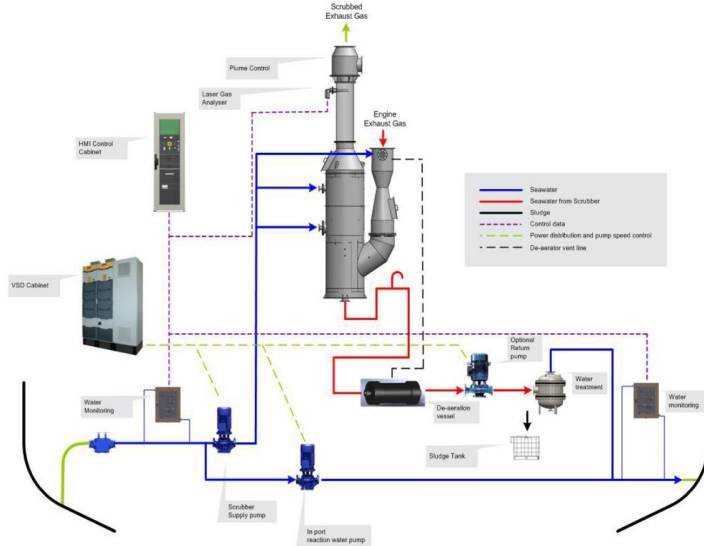 Scrubbed
Exhaust Gas
Plume Control
Laser Gas
Analyser
Engine
Exhaust Gas
HMI Control
Cabinet
Seawater
Seawater from Scrubber
Sludge
Control data
Power distribution and pump speed control
De-aerator vent line
VSD Cabinet
Optional
Return
pump
Water
treatment
Water
Monitoring
De-aeration
vessel
Water
monitoring
Sludge Tank
Scrubber
Supply pump
In port
reaction water pump